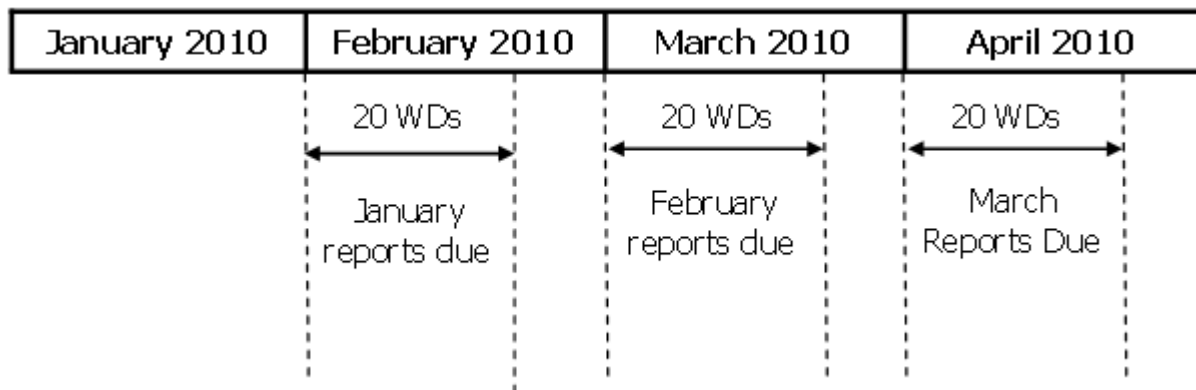 January 2010 February 2010 March 2010 April 2010
20 WDs 20 WDs 20 WDs
January
reports due
February
reports due
March
Reports Due